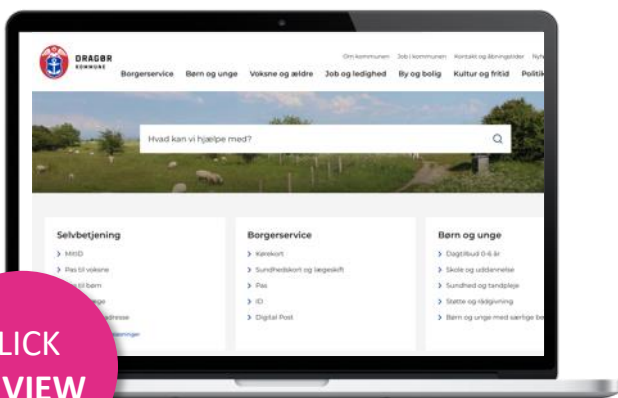 DRAGØR
KOMMUNE
Om kommunen Job i kommunen Kontakt og åbningstider
Borgerservice Børn og unge Voksne og ældre Job og ledighed By og bolig Kultur og fritid Politik
Hvad kan vi hjælpe med?
Selvbetjening
MitID
Pas til voksne
til børn
Borgerservice
Kørekort
Sundhedskort og lægeskift
Pas
ID
Digital Post
Børn og unge
Dagtilbud 0-6 år
Skole og uddannelse
Sundhed og tandpleje
Støtte og rådgivning
Børn og unge med særlige
LICK
VIEW